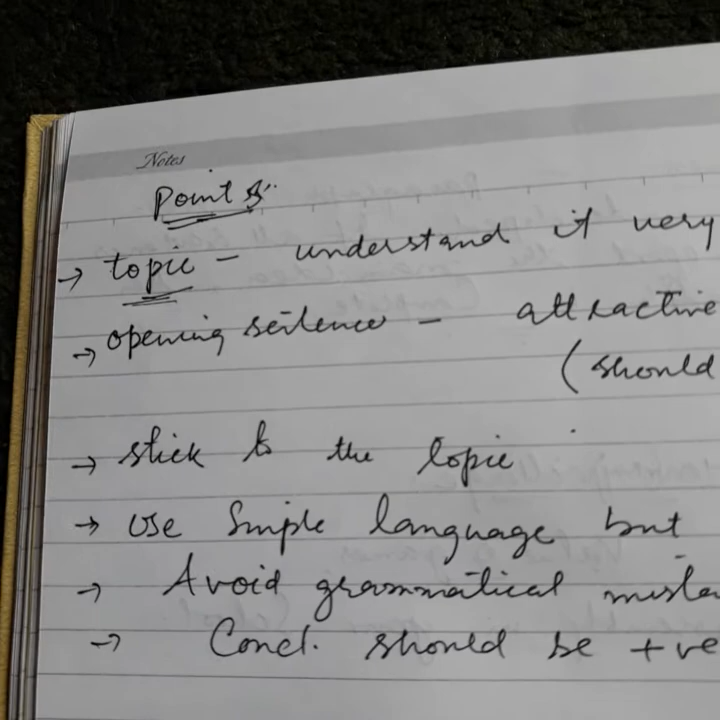 Notes
Points:
→ topic - understand it very
→ opening sentence - attractive
(should
→ stick to the topic
→ Use Simple language but
→ Avoid grammatical mista
→ Concl. should be +ve